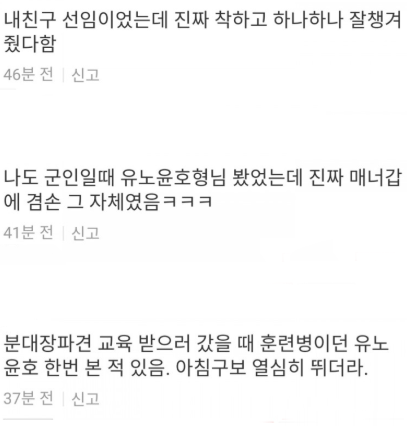 내친구 선임이었는데 진짜 착하고 하나하나 잘챙겨
줬다함
46분 전 | 신고
나도 군인일때 유노윤호형님 봤었는데 진짜 매너갑
에 겸손 그 자체였음ㅋㅋㅋ
41분 전 | 신고
분대장파견 교육 받으러 갔을 때 훈련병이던 유노
윤호 한번 본 적 있음. 아침구보 열심히 뛰더라.
37분 전 | 신고